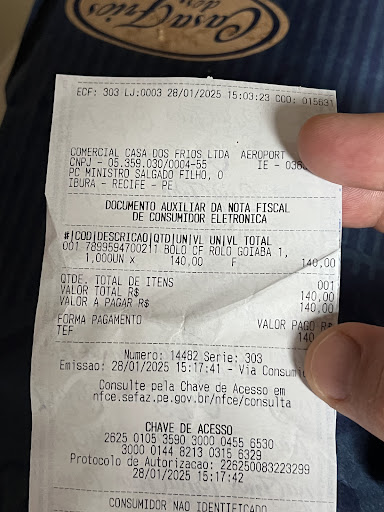 Casa
dos
Frios
ECF: 303 LJ:0003 28/01/2025 15:03:23 COO: 015631
COMERCIAL CASA DOS FRIOS LTDA AEROPORT
CNPJ - 05.359.030/0004-55 IE - 036
PC MINISTRO SALGADO FILHO, 0
IBURA - RECIFE - PE
DOCUMENTO AUXILIAR DA NOTA FISCAL
DE CONSUMIDOR ELETRONICA
#|COD|DESCRICAO|QTD|UN|VL UN|VL TOTAL
001 7899594700211 BOLO CF ROLO GOIABA 1,
1,000UN x 140,00 F 140,00
QTDE. TOTAL DE ITENS 001
VALOR TOTAL R$ 140,00
VALOR A PAGAR R$ 140,00
FORMA PAGAMENTO VALOR PAGO R$
TEF 140
Numero: 14482 Serie: 303
Emissao: 28/01/2025 15:17:41 - Via Consumi
Consulte pela Chave de Acesso em
nfce.sefaz.pe.gov.br/nfce/consulta
CHAVE DE ACESSO
2625 0105 3590 3000 0455 6530
3000 0144 8213 0315 6329
Protocolo de Autorizacao: 226250083223299
28/01/2025 15:17:42
CONSUMIDOR NAO IDENTIFICADO